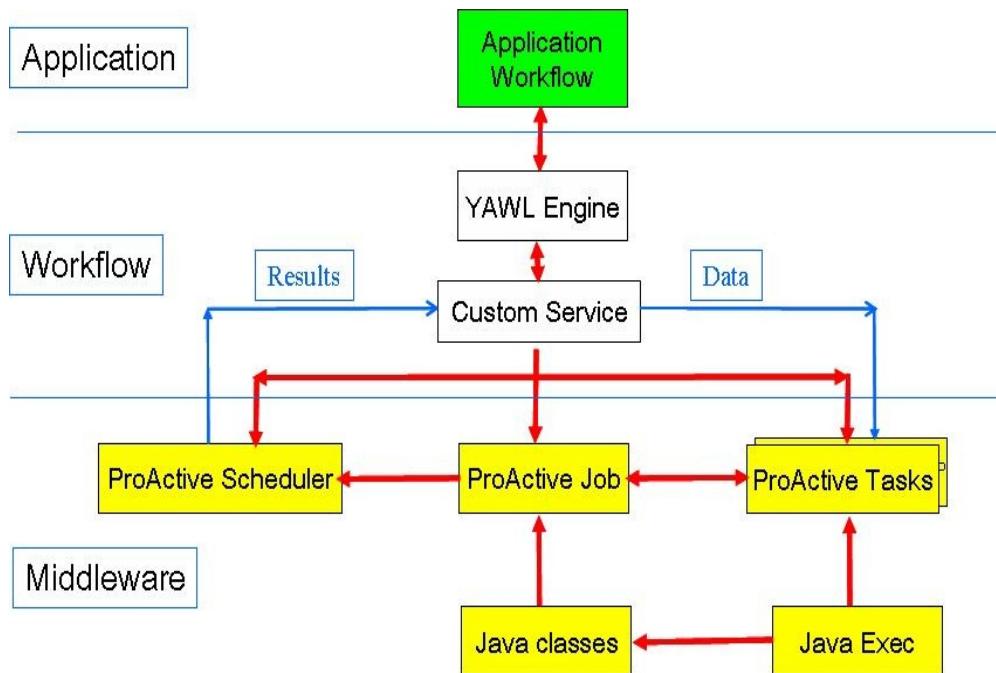 Application
Application
Workflow
YAWL Engine
Workflow
Results
Data
Custom Service
ProActive Scheduler
ProActive Job
ProActive Tasks
Middleware
Java classes
Java Exec